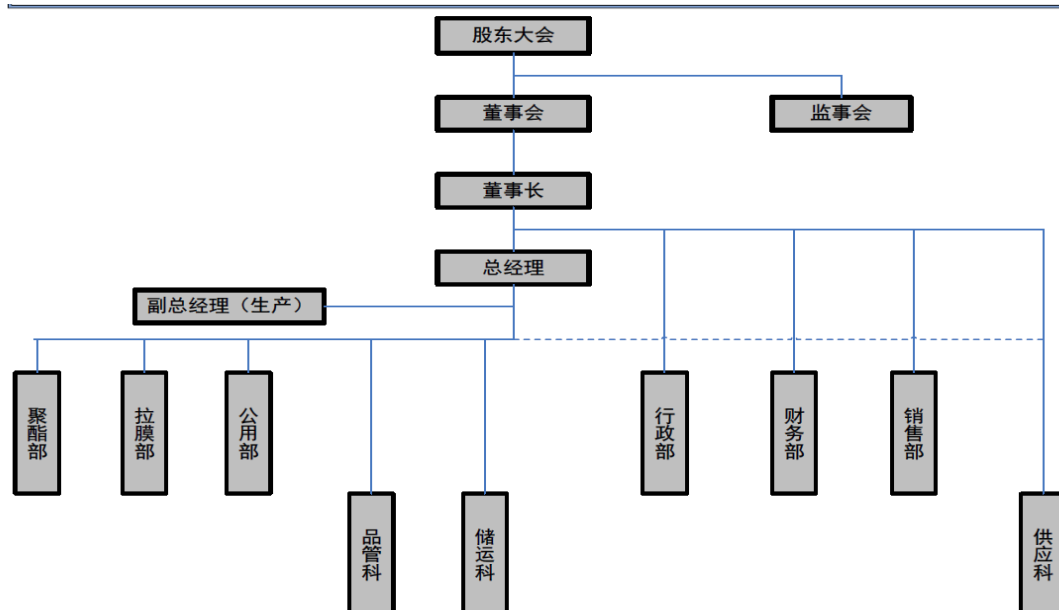 股东大会
董事会
监事会
董事长
总经理
副总经理（生产）
聚酯部
拉膜部
公用部
行政部
财务部
销售部
品管科
储运科
供应科